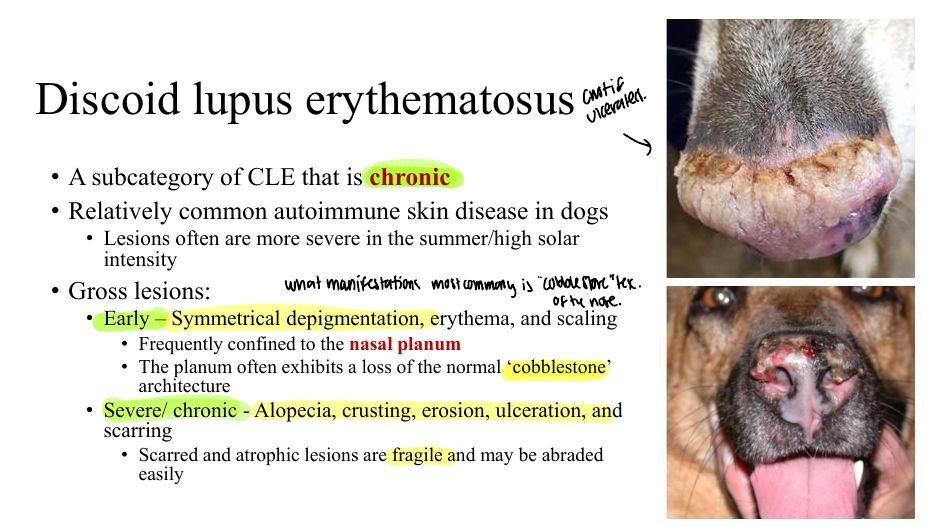 Discoid lupus erythematosus
ulcerated.
• A subcategory of CLE that is chronic
• Relatively common autoimmune skin disease in dogs
• Lesions often are more severe in the summer/high solar
intensity
what manifestations most commony is "cobblestone" tex.
of the nose.
• Gross lesions:
• Early – Symmetrical depigmentation, erythema, and scaling
• Frequently confined to the nasal planum
• The planum often exhibits a loss of the normal ‘cobblestone’
architecture
• Severe/ chronic - Alopecia, crusting, erosion, ulceration, and
scarring
• Scarred and atrophic lesions are fragile and may be abraded
easily